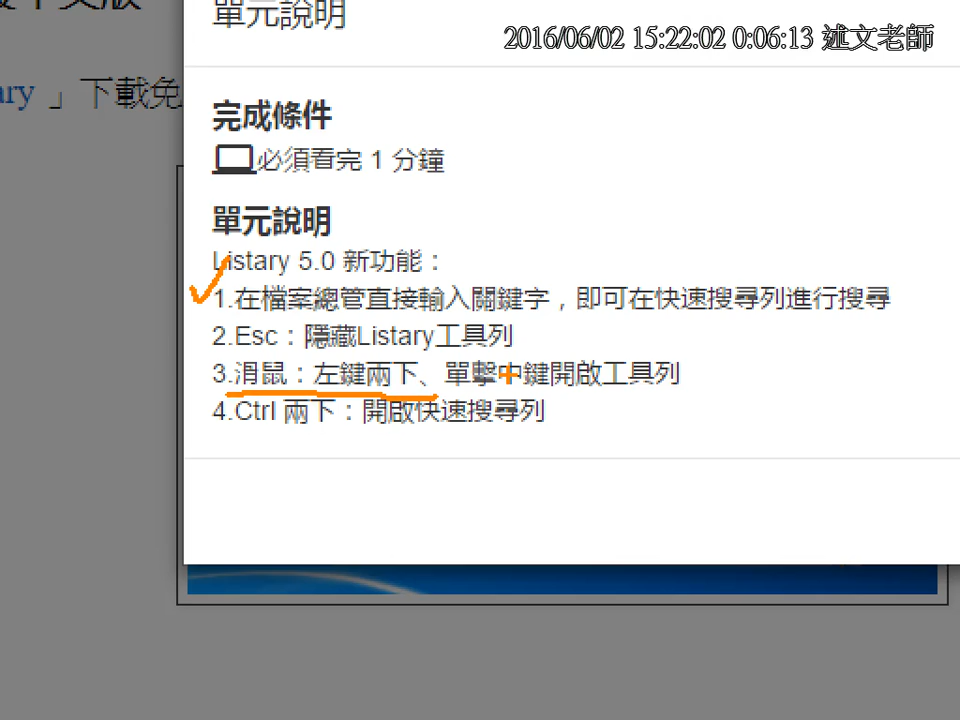 單元說明
2016/06/02 15:22:02 0:06:13 述文老師
ary 」下載免
完成條件
必須看完 1 分鐘
單元說明
Listary 5.0 新功能：
1.在檔案總管直接輸入關鍵字，即可在快速搜尋列進行搜尋
2.Esc：隱藏Listary工具列
3.滑鼠：左鍵兩下、單擊中鍵開啟工具列
4.Ctrl 兩下：開啟快速搜尋列